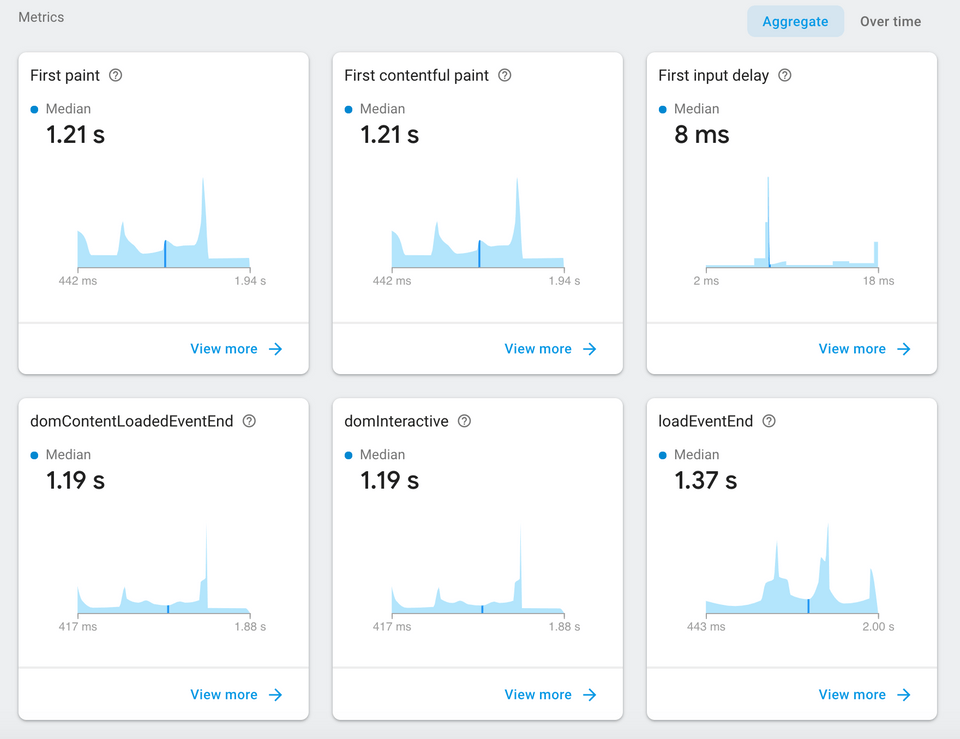 Metrics
Aggregate
Over time
First paint
Median
1.21 s
442 ms
1.94 s
View more
First contentful paint
Median
1.21 s
442 ms
1.94 s
View more
First input delay
Median
8 ms
2 ms
18 ms
View more
domContentLoadedEventEnd
Median
1.19 s
417 ms
1.88 s
View more
domInteractive
Median
1.19 s
417 ms
1.88 s
View more
loadEventEnd
Median
1.37 s
443 ms
2.00 s
View more